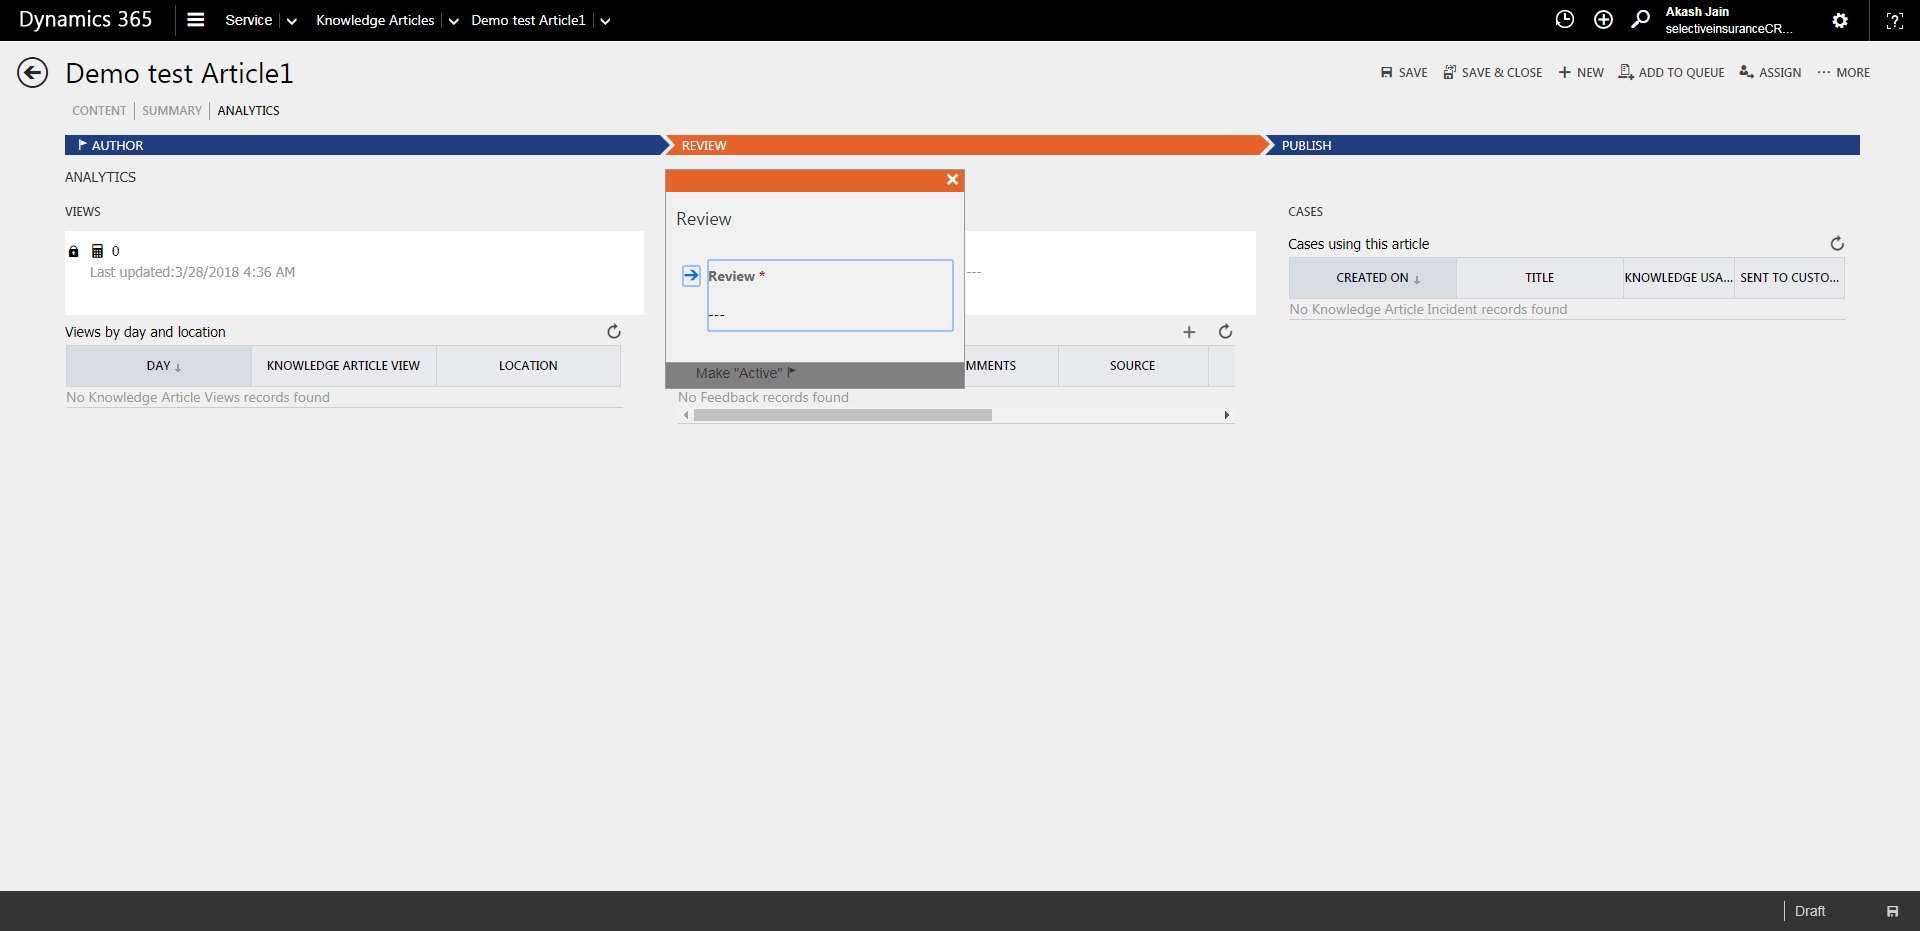 Dynamics 365
Service
Knowledge Articles
Demo test Article1
Akash Jain
selectiveinsuranceCR...
Demo test Article1
SAVE
SAVE & CLOSE
NEW
ADD TO QUEUE
ASSIGN
··· MORE
CONTENT
SUMMARY
ANALYTICS
AUTHOR
REVIEW
PUBLISH
ANALYTICS
VIEWS
0
Last updated:3/28/2018 4:36 AM
Views by day and location
DAY ↓
KNOWLEDGE ARTICLE VIEW
LOCATION
No Knowledge Article Views records found
Review
Review *
---
Make "Active"
---
MMENTS
SOURCE
No Feedback records found
CASES
Cases using this article
CREATED ON ↓
TITLE
KNOWLEDGE USA...
SENT TO CUSTO...
No Knowledge Article Incident records found
Draft